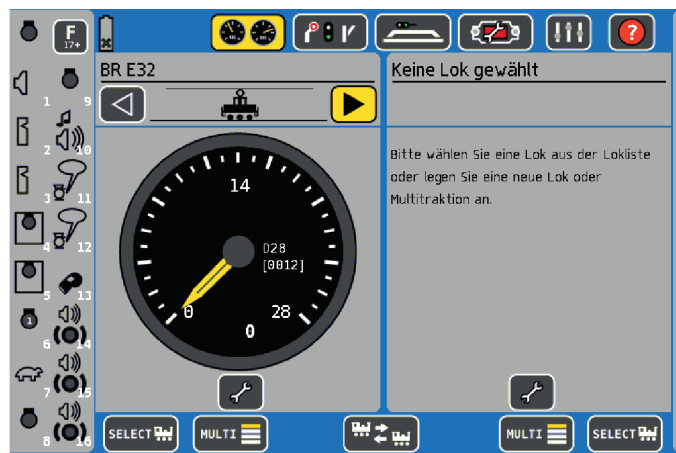 F
17+
BR E32
Keine Lok gewählt
1
9
2
10
3
11
4
12
5
13
1
6
14
7
15
8
16
14
D28
[0012]
0
28
0
Bitte wählen Sie eine Lok aus der Lokliste
oder legen Sie eine neue Lok oder
Multitraktion an.
?
SELECT
MULTI
MULTI
SELECT